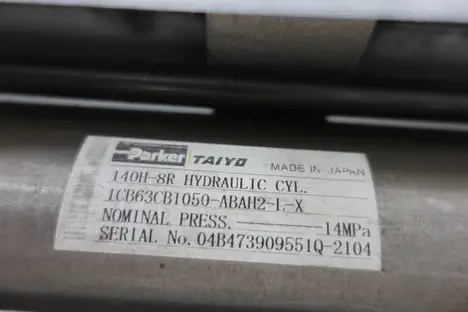 Parker TAIYO MADE IN JAPAN
140H-8R HYDRAULIC CYL.
1CB63CB1050-ABAH2-L-X
NOMINAL PRESS. 14MPa
SERIAL No. 04B473909551Q-2104